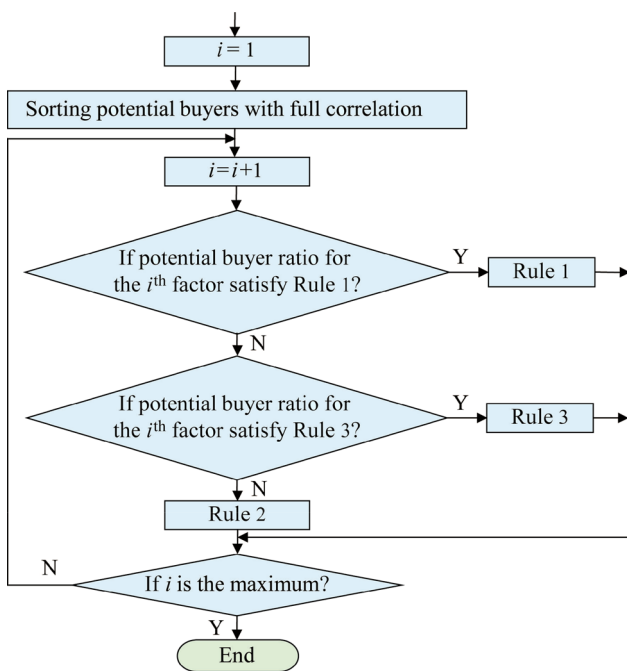 i = 1
Sorting potential buyers with full correlation
i=i+1
If potential buyer ratio for
the ith factor satisfy Rule 1?
Y
Rule 1
N
If potential buyer ratio for
the ith factor satisfy Rule 3?
Y
Rule 3
N
Rule 2
If i is the maximum?
N
Y
End